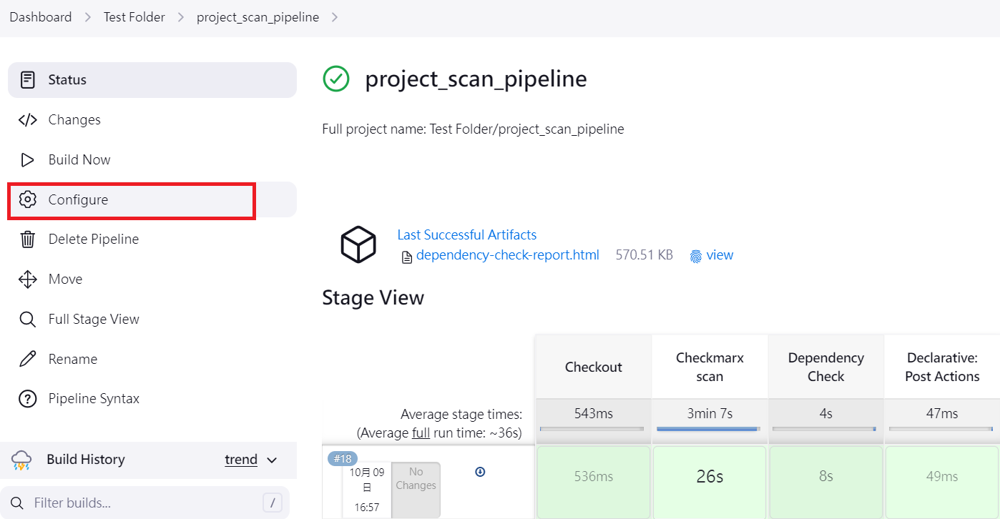 Dashboard > Test Folder > project_scan_pipeline >
Status
Changes
Build Now
Configure
Delete Pipeline
Move
Full Stage View
Rename
Pipeline Syntax
Build History trend
Filter builds... /
project_scan_pipeline
Full project name: Test Folder/project_scan_pipeline
Last Successful Artifacts
dependency-check-report.html 570.51 KB view
Stage View
Checkout
Checkmarx
scan
Dependency
Check
Declarative:
Post Actions
Average stage times:
(Average full run time: ~36s)
543ms
3min 7s
4s
47ms
#18
10月 09
日
16:57
No
Changes
536ms
26s
8s
49ms